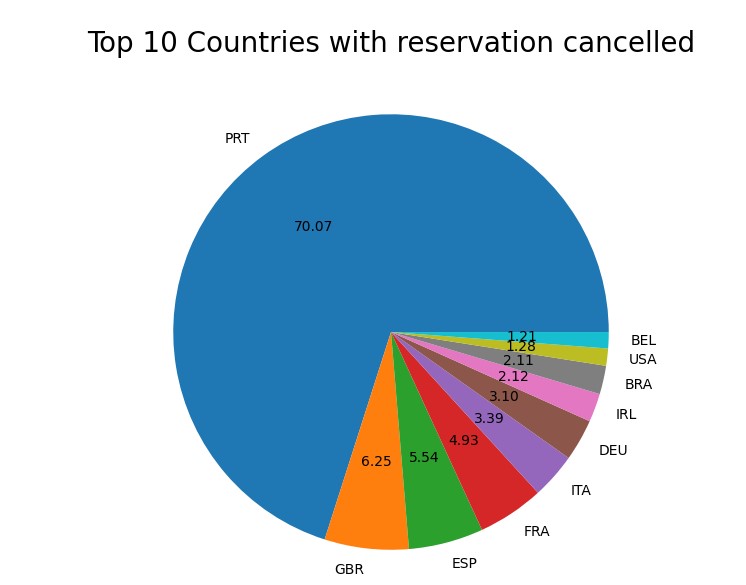 Top 10 Countries with reservation cancelled
PRT
70.07
1.21
BEL
1.28
USA
2.11
BRA
2.12
IRL
3.10
DEU
3.39
ITA
4.93
FRA
5.54
ESP
6.25
GBR